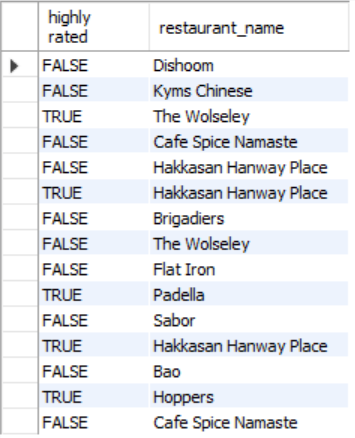 highly rated restaurant_name
FALSE Dishoom
FALSE Kyms Chinese
TRUE The Wolseley
FALSE Cafe Spice Namaste
FALSE Hakkasan Hanway Place
TRUE Hakkasan Hanway Place
FALSE Brigadiers
FALSE The Wolseley
FALSE Flat Iron
TRUE Padella
FALSE Sabor
TRUE Hakkasan Hanway Place
FALSE Bao
TRUE Hoppers
FALSE Cafe Spice Namaste